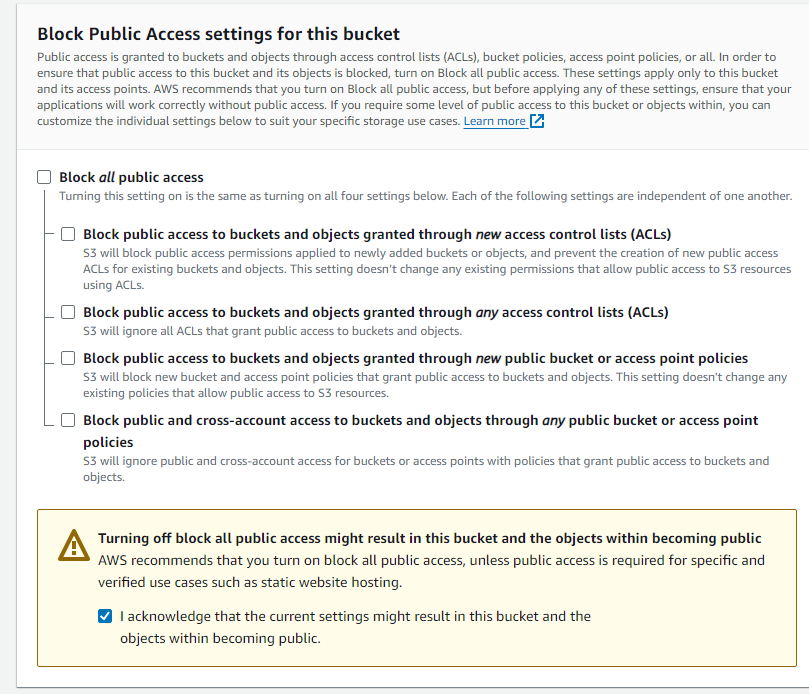 Block Public Access settings for this bucket
Public access is granted to buckets and objects through access control lists (ACLs), bucket policies, access point policies, or all. In order to
ensure that public access to this bucket and its objects is blocked, turn on Block all public access. These settings apply only to this bucket
and its access points. AWS recommends that you turn on Block all public access, but before applying any of these settings, ensure that your
applications will work correctly without public access. If you require some level of public access to this bucket or objects within, you can
customize the individual settings below to suit your specific storage use cases. Learn more
Block all public access
Turning this setting on is the same as turning on all four settings below. Each of the following settings are independent of one another.
Block public access to buckets and objects granted through new access control lists (ACLs)
S3 will block public access permissions applied to newly added buckets or objects, and prevent the creation of new public access
ACLs for existing buckets and objects. This setting doesn't change any existing permissions that allow public access to S3 resources
using ACLs.
Block public access to buckets and objects granted through any access control lists (ACLs)
S3 will ignore all ACLs that grant public access to buckets and objects.
Block public access to buckets and objects granted through new public bucket or access point policies
S3 will block new bucket and access point policies that grant public access to buckets and objects. This setting doesn't change any
existing policies that allow public access to S3 resources.
Block public and cross-account access to buckets and objects through any public bucket or access point
policies
S3 will ignore public and cross-account access for buckets or access points with policies that grant public access to buckets and
objects.
Turning off block all public access might result in this bucket and the objects within becoming public
AWS recommends that you turn on block all public access, unless public access is required for specific and
verified use cases such as static website hosting.
I acknowledge that the current settings might result in this bucket and the
objects within becoming public.